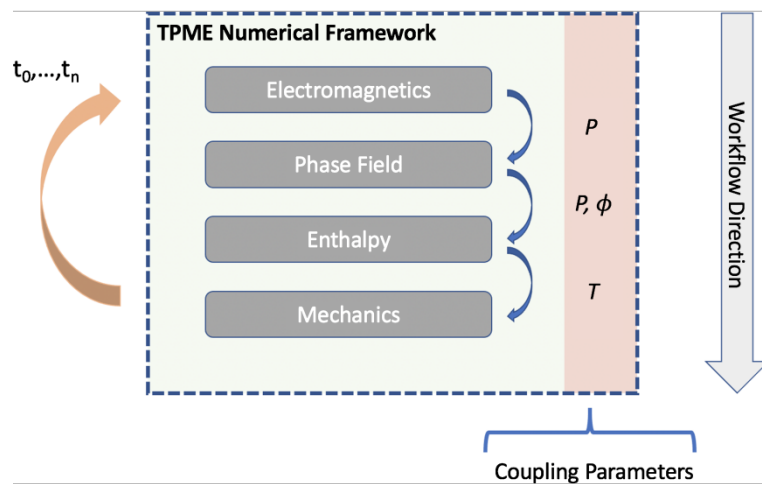 TPME Numerical Framework
t0,...,tn
Electromagnetics
P
Phase Field
P, ϕ
Enthalpy
T
Mechanics
Workflow Direction
Coupling Parameters